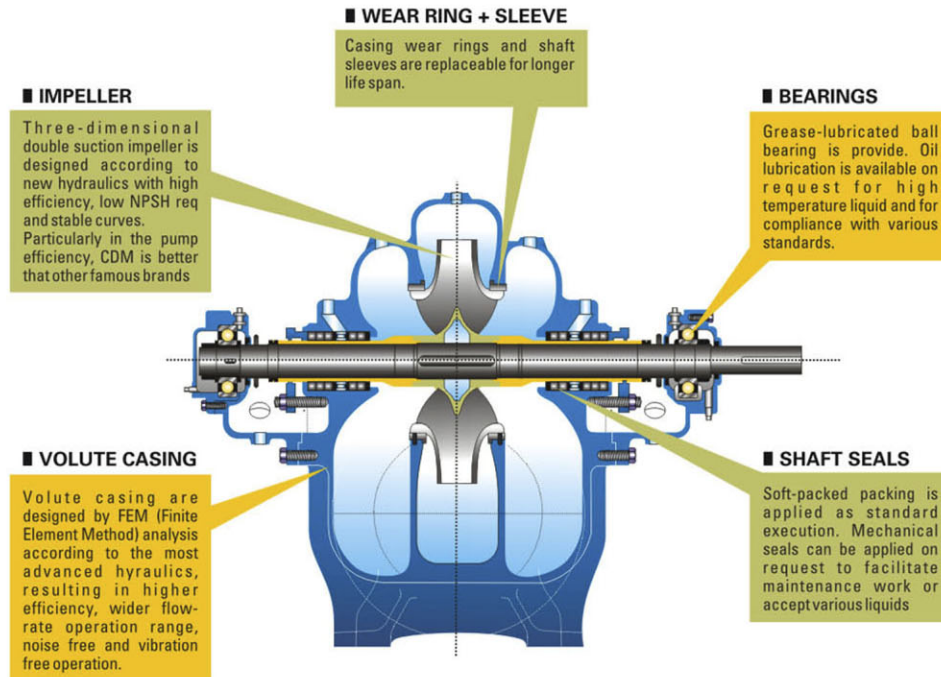 ■ WEAR RING + SLEEVE
Casing wear rings and shaft
sleeves are replaceable for longer
life span.
■ IMPELLER
Three-dimensional
double suction impeller is
designed according to
new hydraulics with high
efficiency, low NPSH req
and stable curves.
Particularly in the pump
efficiency, CDM is better
that other famous brands
■ BEARINGS
Grease-lubricated ball
bearing is provide. Oil
lubrication is available on
request for high
temperature liquid and for
compliance with various
standards.
■ VOLUTE CASING
Volute casing are
designed by FEM (Finite
Element Method) analysis
according to the most
advanced hyraulics,
resulting in higher
efficiency, wider flow-
rate operation range,
noise free and vibration
free operation.
■ SHAFT SEALS
Soft-packed packing is
applied as standard
execution. Mechanical
seals can be applied on
request to facilitate
maintenance work or
accept various liquids